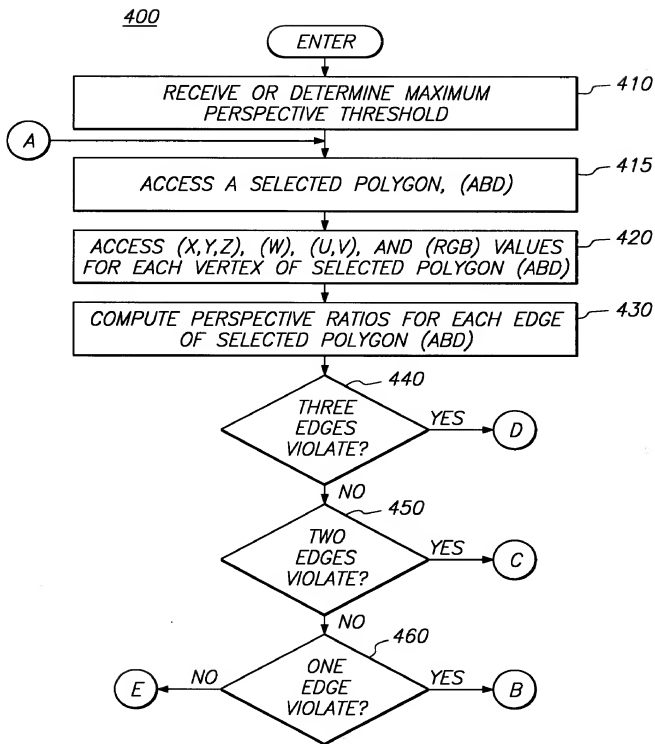 400
ENTER
RECEIVE OR DETERMINE MAXIMUM
PERSPECTIVE THRESHOLD
410
A
ACCESS A SELECTED POLYGON, (ABD)
415
ACCESS (X,Y,Z), (W), (U,V), AND (RGB) VALUES
FOR EACH VERTEX OF SELECTED POLYGON (ABD)
420
COMPUTE PERSPECTIVE RATIOS FOR EACH EDGE
OF SELECTED POLYGON (ABD)
430
440
THREE
EDGES
VIOLATE?
YES
D
NO
450
TWO
EDGES
VIOLATE?
YES
C
NO
460
ONE
EDGE
VIOLATE?
NO
E
YES
B